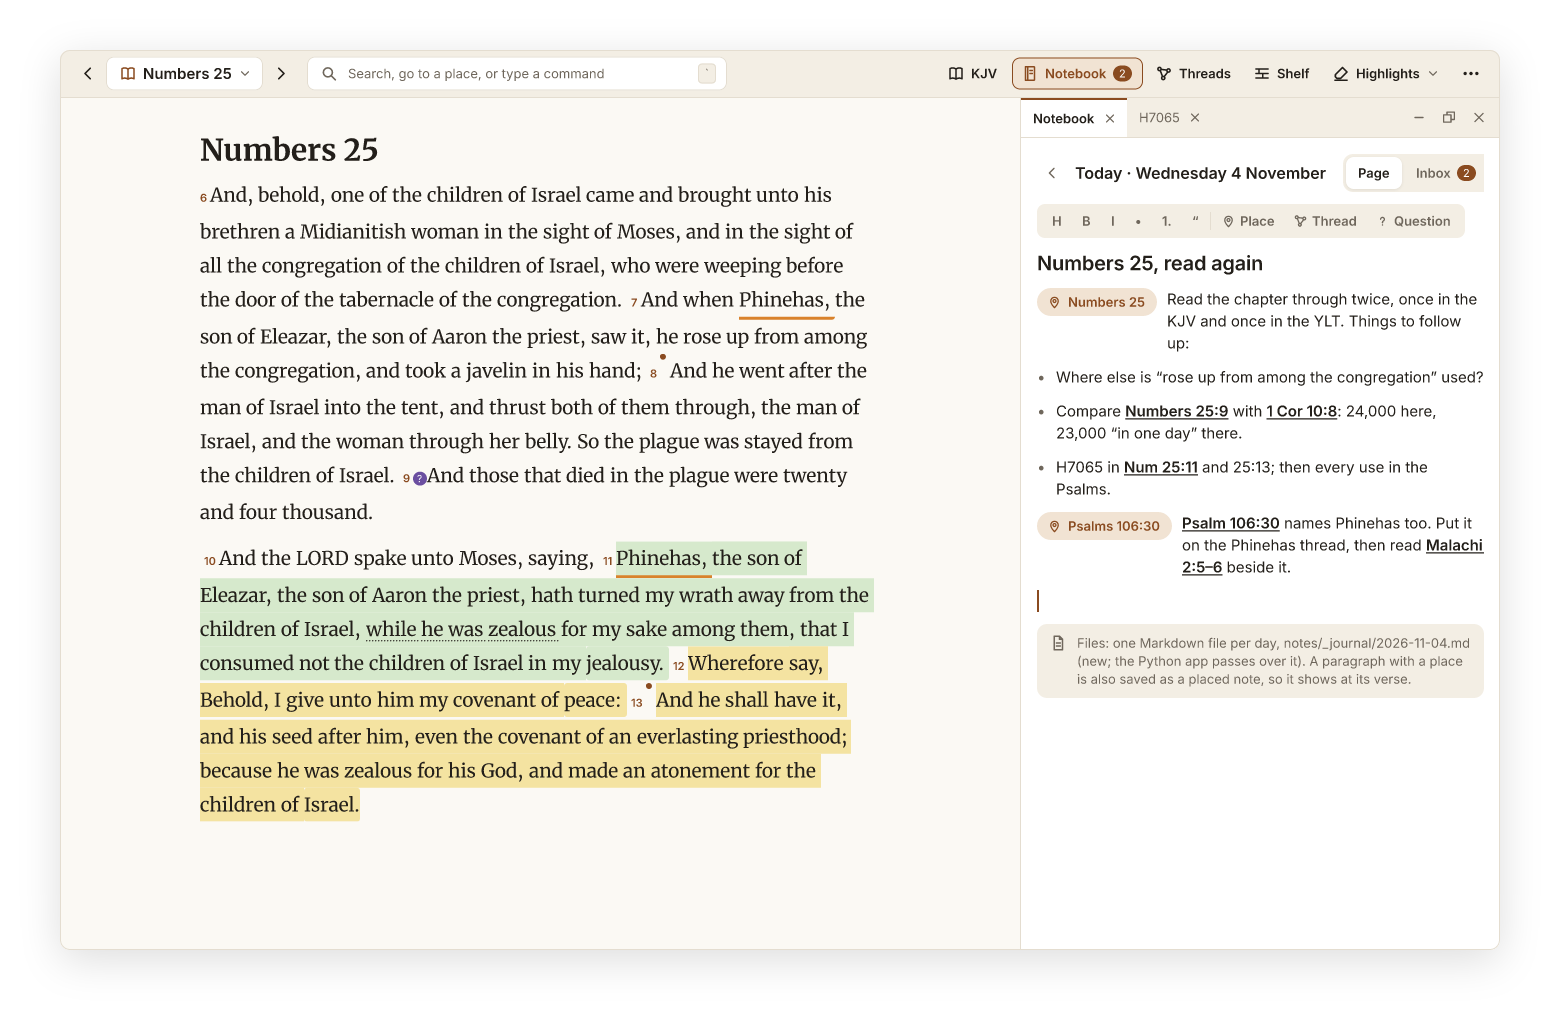 Numbers 25
Search, go to a place, or type a command
`
KJV
Notebook 2
Threads
Shelf
Highlights
Numbers 25
6 And, behold, one of the children of Israel came and brought unto his
brethren a Midianitish woman in the sight of Moses, and in the sight of
all the congregation of the children of Israel, who were weeping before
the door of the tabernacle of the congregation. 7 And when Phinehas, the
son of Eleazar, the son of Aaron the priest, saw it, he rose up from among
the congregation, and took a javelin in his hand; 8 And he went after the
man of Israel into the tent, and thrust both of them through, the man of
Israel, and the woman through her belly. So the plague was stayed from
the children of Israel. 9 ? And those that died in the plague were twenty
and four thousand.
10 And the LORD spake unto Moses, saying, 11 Phinehas, the son of
Eleazar, the son of Aaron the priest, hath turned my wrath away from the
children of Israel, while he was zealous for my sake among them, that I
consumed not the children of Israel in my jealousy. 12 Wherefore say,
Behold, I give unto him my covenant of peace: 13 And he shall have it,
and his seed after him, even the covenant of an everlasting priesthood;
because he was zealous for his God, and made an atonement for the
children of Israel.
Notebook
H7065
Today · Wednesday 4 November
Page
Inbox 2
H B I • 1. “ Place Thread ? Question
Numbers 25, read again
Numbers 25 Read the chapter through twice, once in the
KJV and once in the YLT. Things to follow
up:
• Where else is “rose up from among the congregation” used?
• Compare Numbers 25:9 with 1 Cor 10:8: 24,000 here,
23,000 “in one day” there.
• H7065 in Num 25:11 and 25:13; then every use in the
Psalms.
Psalms 106:30 Psalm 106:30 names Phinehas too. Put it
on the Phinehas thread, then read Malachi
2:5–6 beside it.
Files: one Markdown file per day, notes/_journal/2026-11-04.md
(new; the Python app passes over it). A paragraph with a place
is also saved as a placed note, so it shows at its verse.